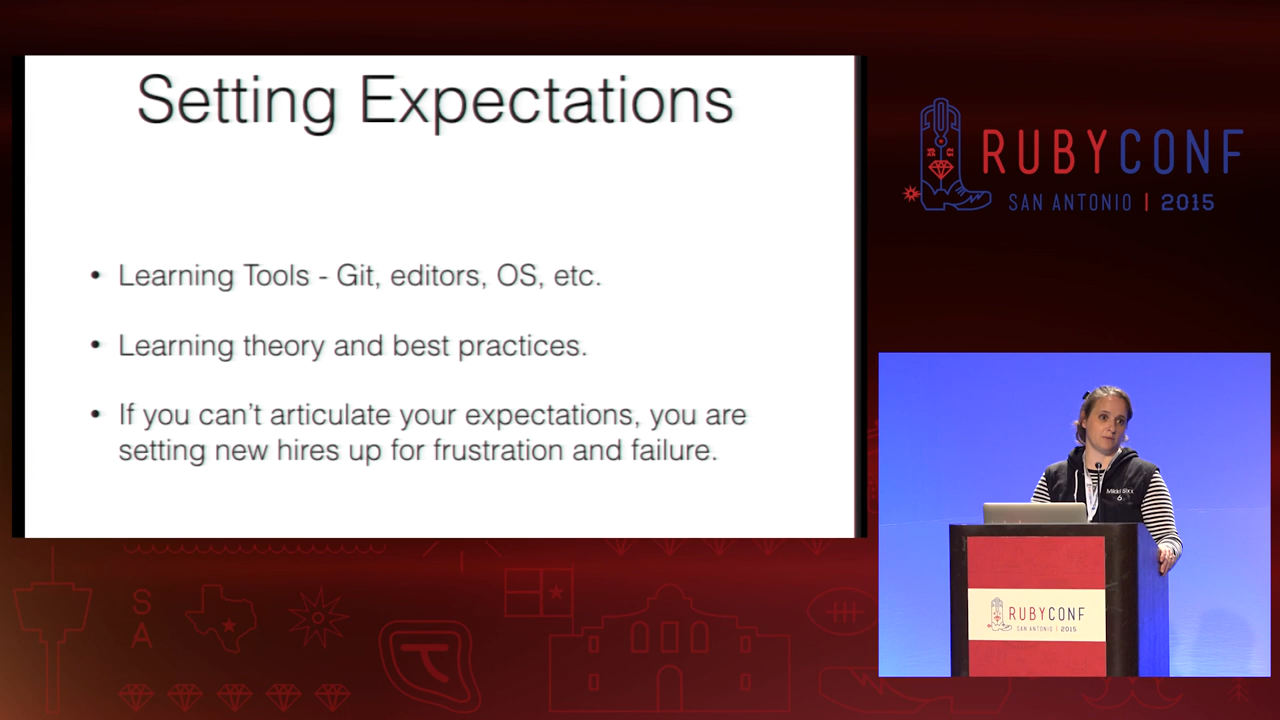 Setting Expectations
• Learning Tools - Git, editors, OS, etc.
• Learning theory and best practices.
• If you can’t articulate your expectations, you are
setting new hires up for frustration and failure.
RUBYCONF
SAN ANTONIO | 2015
RUBYCONF
SAN ANTONIO | 2015
S
A